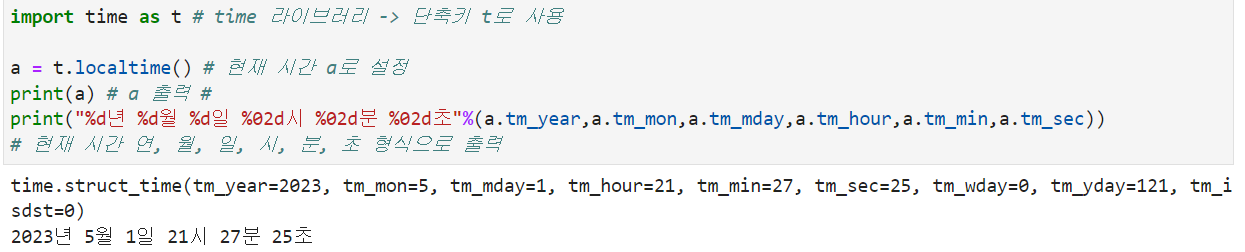 import time as t # time 라이브러리 -> 단축키 t로 사용
a = t.localtime() # 현재 시간 a로 설정
print(a) # a 출력 #
print("%d년 %d월 %d일 %02d시 %02d분 %02d초"%(a.tm_year,a.tm_mon,a.tm_mday,a.tm_hour,a.tm_min,a.tm_sec))
# 현재 시간 연, 월, 일, 시, 분, 초 형식으로 출력
time.struct_time(tm_year=2023, tm_mon=5, tm_mday=1, tm_hour=21, tm_min=27, tm_sec=25, tm_wday=0, tm_yday=121, tm_i
sdst=0)
2023년 5월 1일 21시 27분 25초